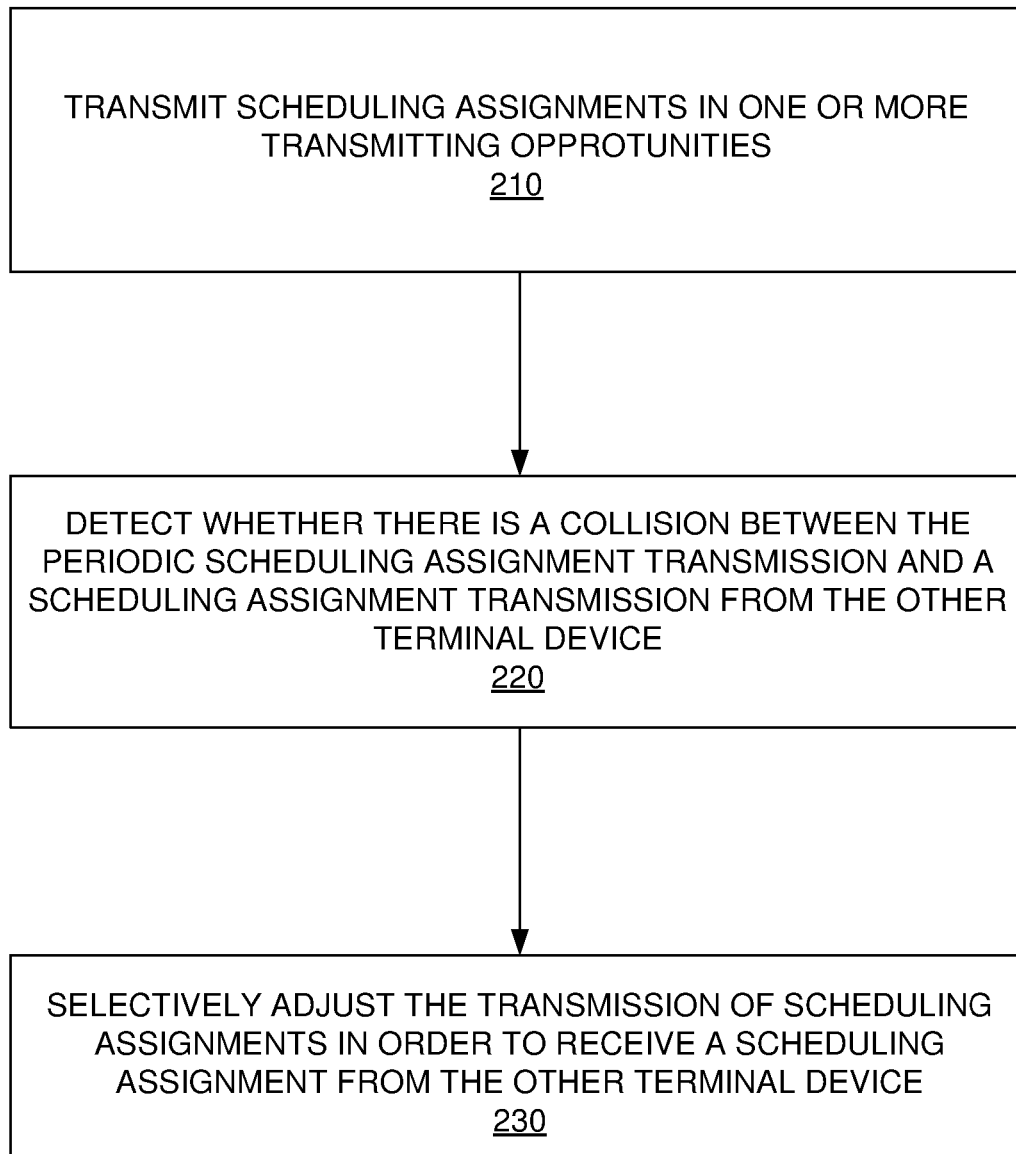 TRANSMIT SCHEDULING ASSIGNMENTS IN ONE OR MORE
TRANSMITTING OPPROTUNITIES
210
DETECT WHETHER THERE IS A COLLISION BETWEEN THE
PERIODIC SCHEDULING ASSIGNMENT TRANSMISSION AND A
SCHEDULING ASSIGNMENT TRANSMISSION FROM THE OTHER
TERMINAL DEVICE
220
SELECTIVELY ADJUST THE TRANSMISSION OF SCHEDULING
ASSIGNMENTS IN ORDER TO RECEIVE A SCHEDULING
ASSIGNMENT FROM THE OTHER TERMINAL DEVICE
230